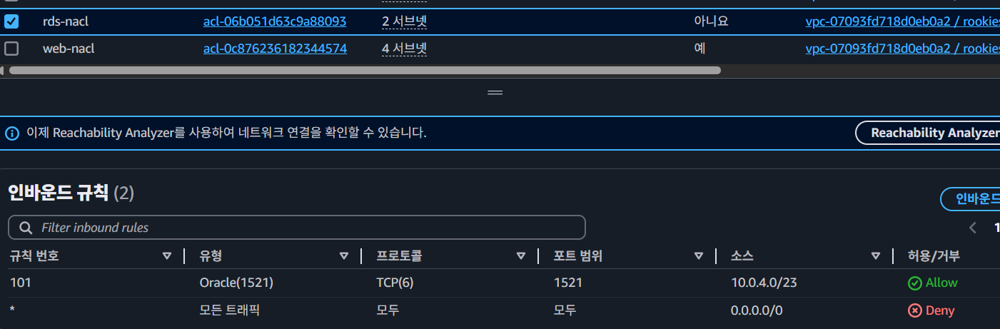 rds-nacl acl-06b051d63c9a88093 2 서브넷 아니요 vpc-07093fd718d0eb0a2 / rookies
web-nacl acl-0c876236182344574 4 서브넷 예 vpc-07093fd718d0eb0a2 / rookies
이제 Reachability Analyzer를 사용하여 네트워크 연결을 확인할 수 있습니다. Reachability Analyzer
인바운드 규칙 (2) 인바운드
Filter inbound rules
1
규칙 번호 유형 프로토콜 포트 범위 소스 허용/거부
101 Oracle(1521) TCP(6) 1521 10.0.4.0/23 Allow
* 모든 트래픽 모두 모두 0.0.0.0/0 Deny